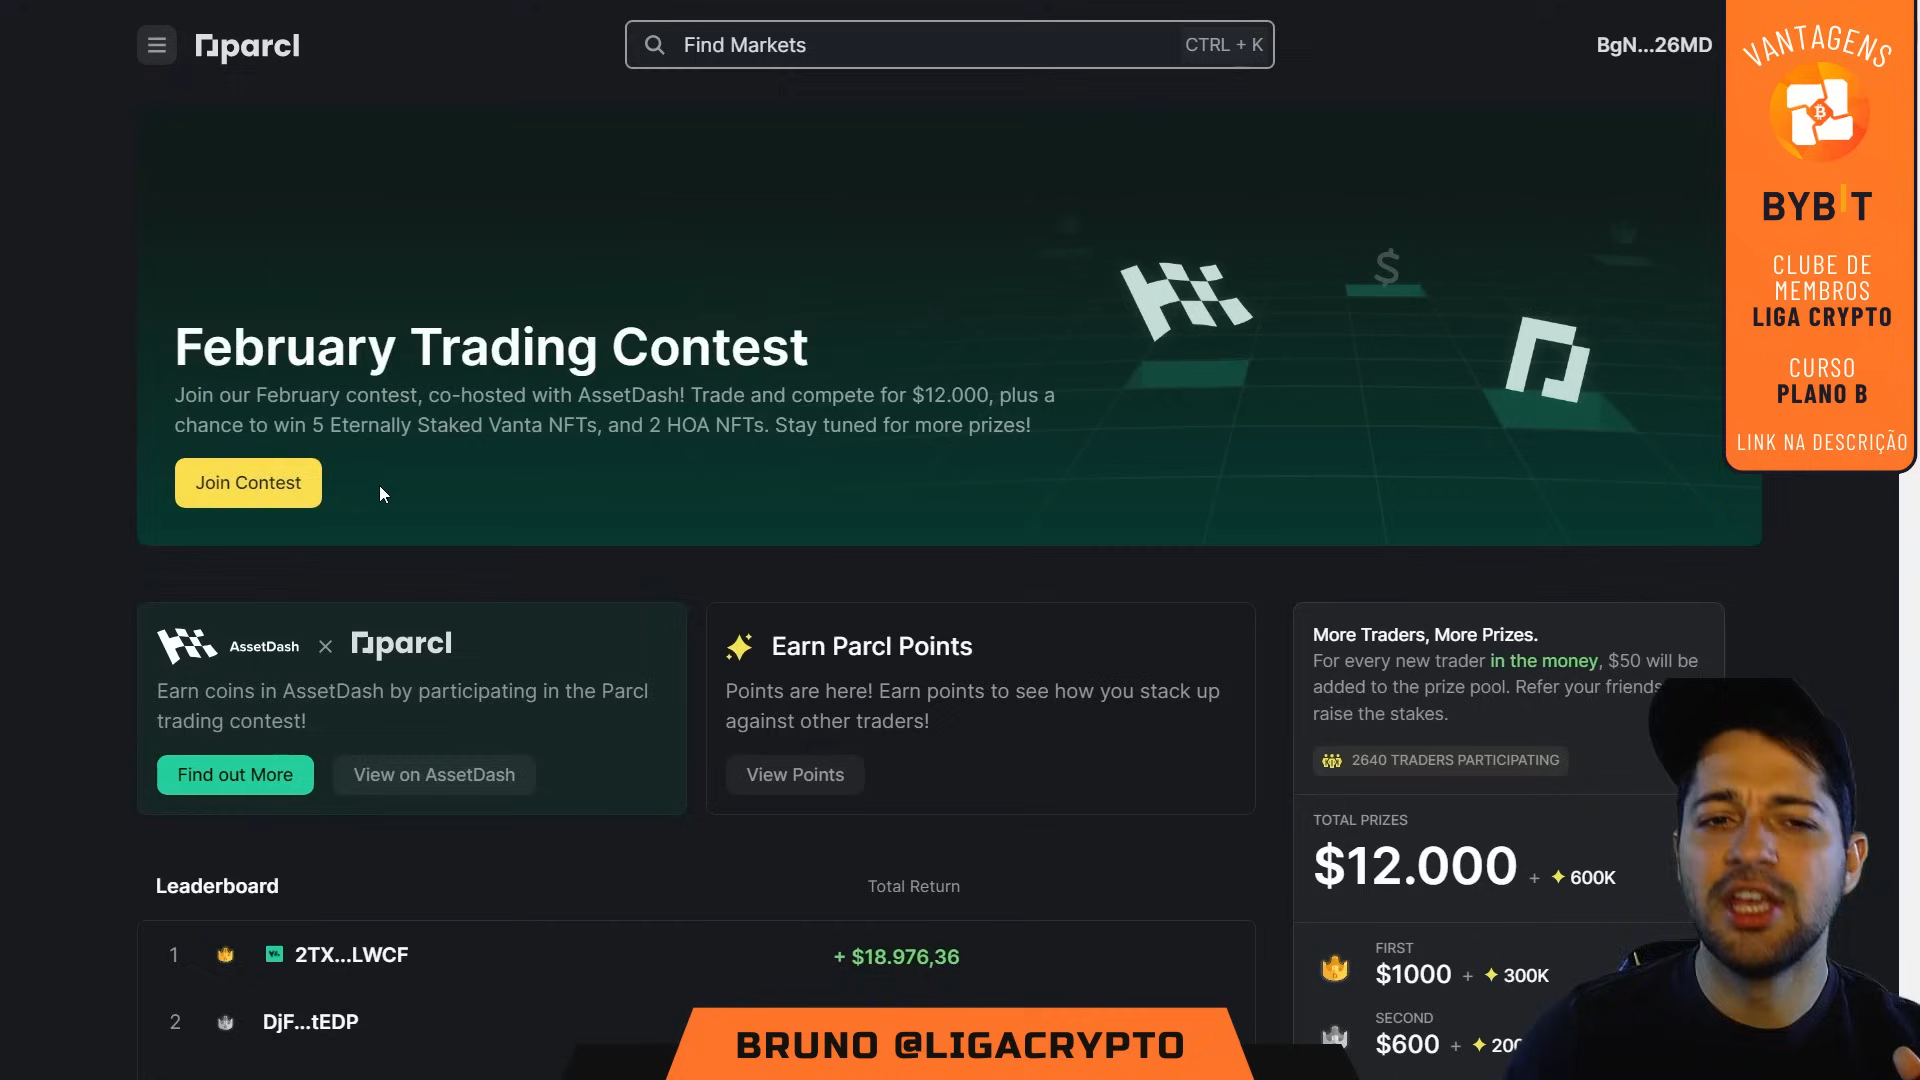 parcl
Find Markets
CTRL + K
BgN...26MD
VANTAGENS
BYBIT
CLUBE DE
MEMBROS
LIGA CRYPTO
CURSO
PLANO B
LINK NA DESCRIÇÃO
February Trading Contest
Join our February contest, co-hosted with AssetDash! Trade and compete for $12.000, plus a
chance to win 5 Eternally Staked Vanta NFTs, and 2 HOA NFTs. Stay tuned for more prizes!
Join Contest
AssetDash × parcl
Earn coins in AssetDash by participating in the Parcl
trading contest!
Find out More
View on AssetDash
Earn Parcl Points
Points are here! Earn points to see how you stack up
against other traders!
View Points
More Traders, More Prizes.
For every new trader in the money, $50 will be
added to the prize pool. Refer your friends
raise the stakes.
2640 TRADERS PARTICIPATING
TOTAL PRIZES
$12.000 + 600K
FIRST
$1000 + 300K
SECOND
$600 +
Leaderboard
Total Return
1 2TX...LWCF + $18.976,36
2 DjF...tEDP
BRUNO @LIGACRYPTO